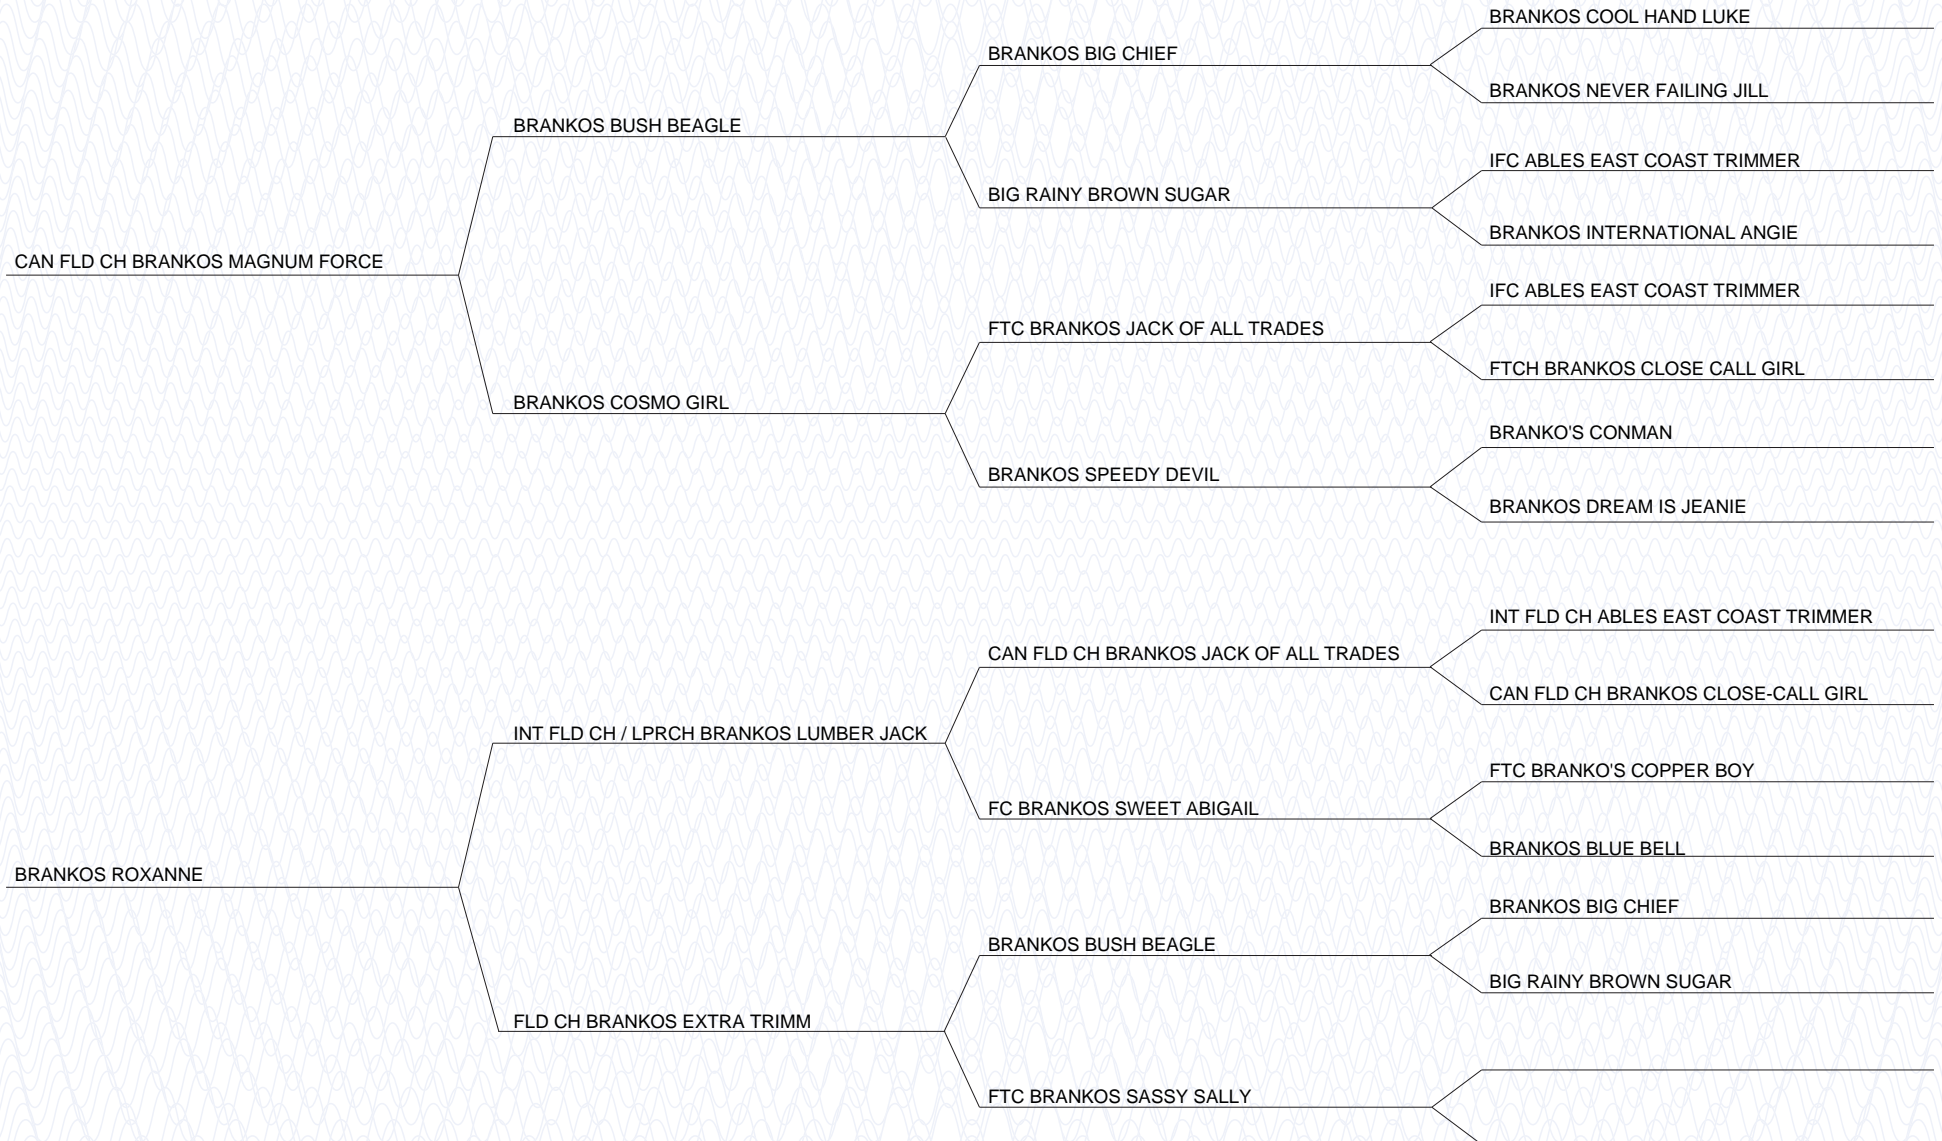 BRANKOS COOL HAND LUKE
BRANKOS BIG CHIEF
BRANKOS NEVER FAILING JILL
BRANKOS BUSH BEAGLE
IFC ABLES EAST COAST TRIMMER
BIG RAINY BROWN SUGAR
BRANKOS INTERNATIONAL ANGIE
CAN FLD CH BRANKOS MAGNUM FORCE
IFC ABLES EAST COAST TRIMMER
FTC BRANKOS JACK OF ALL TRADES
FTCH BRANKOS CLOSE CALL GIRL
BRANKOS COSMO GIRL
BRANKO'S CONMAN
BRANKOS SPEEDY DEVIL
BRANKOS DREAM IS JEANIE
INT FLD CH ABLES EAST COAST TRIMMER
CAN FLD CH BRANKOS JACK OF ALL TRADES
CAN FLD CH BRANKOS CLOSE-CALL GIRL
INT FLD CH / LPRCH BRANKOS LUMBER JACK
FTC BRANKO'S COPPER BOY
FC BRANKOS SWEET ABIGAIL
BRANKOS BLUE BELL
BRANKOS ROXANNE
BRANKOS BIG CHIEF
BRANKOS BUSH BEAGLE
BIG RAINY BROWN SUGAR
FLD CH BRANKOS EXTRA TRIMM
FTC BRANKOS SASSY SALLY